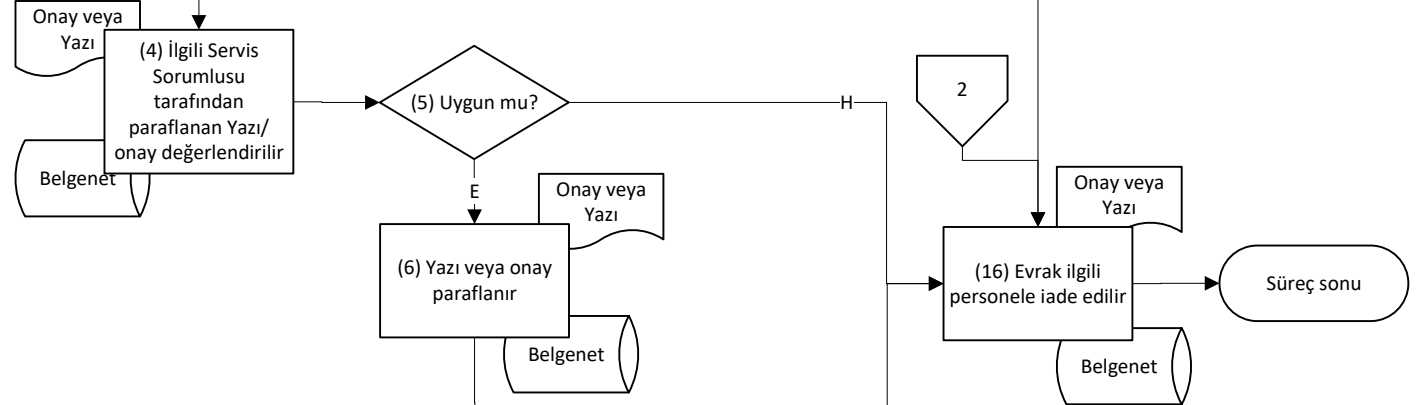 Onay veya
Yazı
(4) İlgili Servis
Sorumlusu
tarafından
paraflanan Yazı/
onay değerlendirilir
Belgenet
(5) Uygun mu?
H
E
Onay veya
Yazı
(6) Yazı veya onay
paraflanır
Belgenet
2
Onay veya
Yazı
(16) Evrak ilgili
personele iade edilir
Belgenet
Süreç sonu